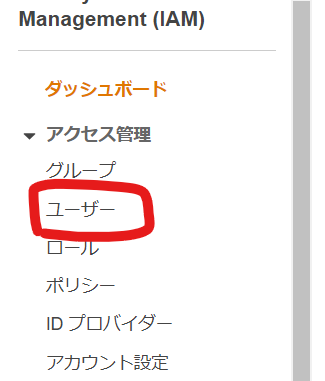 Management (IAM)
ダッシュボード
アクセス管理
グループ
ユーザー
ロール
ポリシー
ID プロバイダー
アカウント設定